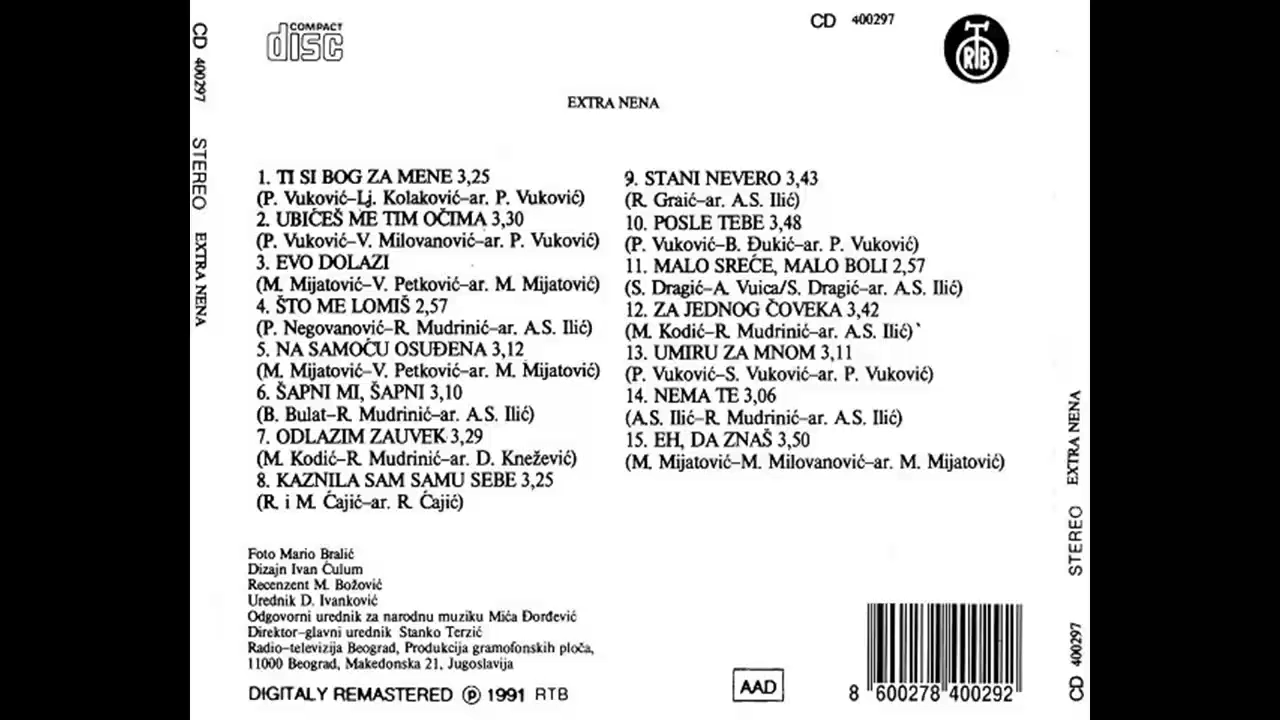 COMPACT
disc
CD 400297
RTB
CD 400297 STEREO EXTRA NENA
EXTRA NENA
1. TI SI BOG ZA MENE 3,25
(P. Vuković–Lj. Kolaković–ar. P. Vuković)
2. UBIĆEŠ ME TIM OČIMA 3,30
(P. Vuković–V. Milovanović–ar. P. Vuković)
3. EVO DOLAZI
(M. Mijatović–V. Petković–ar. M. Mijatović)
4. ŠTO ME LOMIŠ 2,57
(P. Negovanović–R. Mudrinić–ar. A.S. Ilić)
5. NA SAMOĆU OSUĐENA 3,12
(M. Mijatović–V. Petković–ar. M. Mijatović)
6. ŠAPNI MI, ŠAPNI 3,10
(B. Bulat–R. Mudrinić–ar. A.S. Ilić)
7. ODLAZIM ZAUVEK 3,29
(M. Kodić–R. Mudrinić–ar. D. Knežević)
8. KAZNILA SAM SAMU SEBE 3,25
(R. i M. Ćajić–ar. R. Ćajić)
9. STANI NEVERO 3,43
(R. Graić–ar. A.S. Ilić)
10. POSLE TEBE 3,48
(P. Vuković–B. Đukić–ar. P. Vuković)
11. MALO SREĆE, MALO BOLI 2,57
(S. Dragić–A. Vuica/S. Dragić–ar. A.S. Ilić)
12. ZA JEDNOG ČOVEKA 3,42
(M. Kodić–R. Mudrinić–ar. A.S. Ilić)
13. UMIRU ZA MNOM 3,11
(P. Vuković–S. Vuković–ar. P. Vuković)
14. NEMA TE 3,06
(A.S. Ilić–R. Mudrinić–ar. A.S. Ilić)
15. EH, DA ZNAŠ 3,50
(M. Mijatović–M. Milovanović–ar. M. Mijatović)
Foto Mario Bralić
Dizajn Ivan Ćulum
Recenzent M. Božović
Urednik D. Ivanković
Odgovorni urednik za narodnu muziku Mića Đorđević
Direktor–glavni urednik Stanko Terzić
Radio–televizija Beograd, Produkcija gramofonskih ploča,
11000 Beograd, Makedonska 21, Jugoslavija
DIGITALY REMASTERED ℗ 1991 RTB
AAD
8 600278 400292
CD 400297 STEREO EXTRA NENA